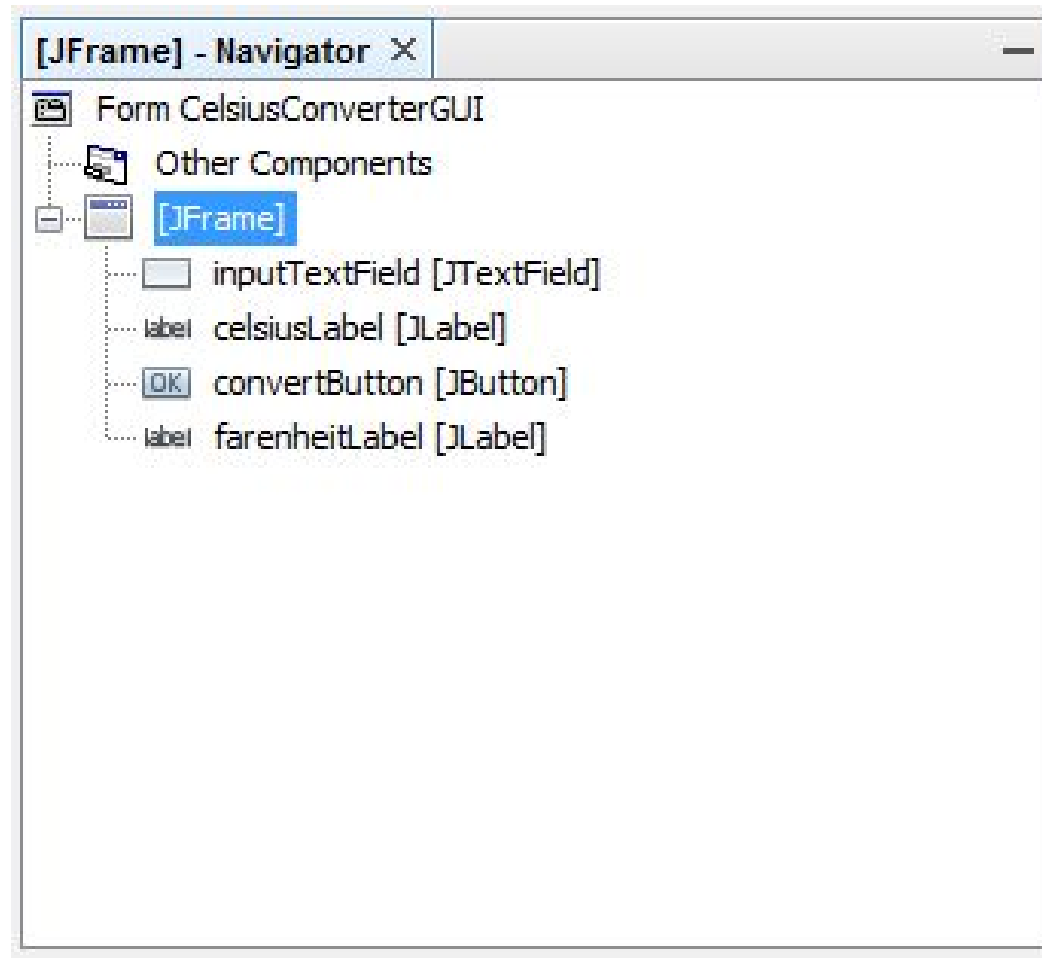 [JFrame] - Navigator
Form CelsiusConverterGUI
Other Components
[JFrame]
inputTextField [JTextField]
label celsiusLabel [JLabel]
OK convertButton [JButton]
label farenheitLabel [JLabel]